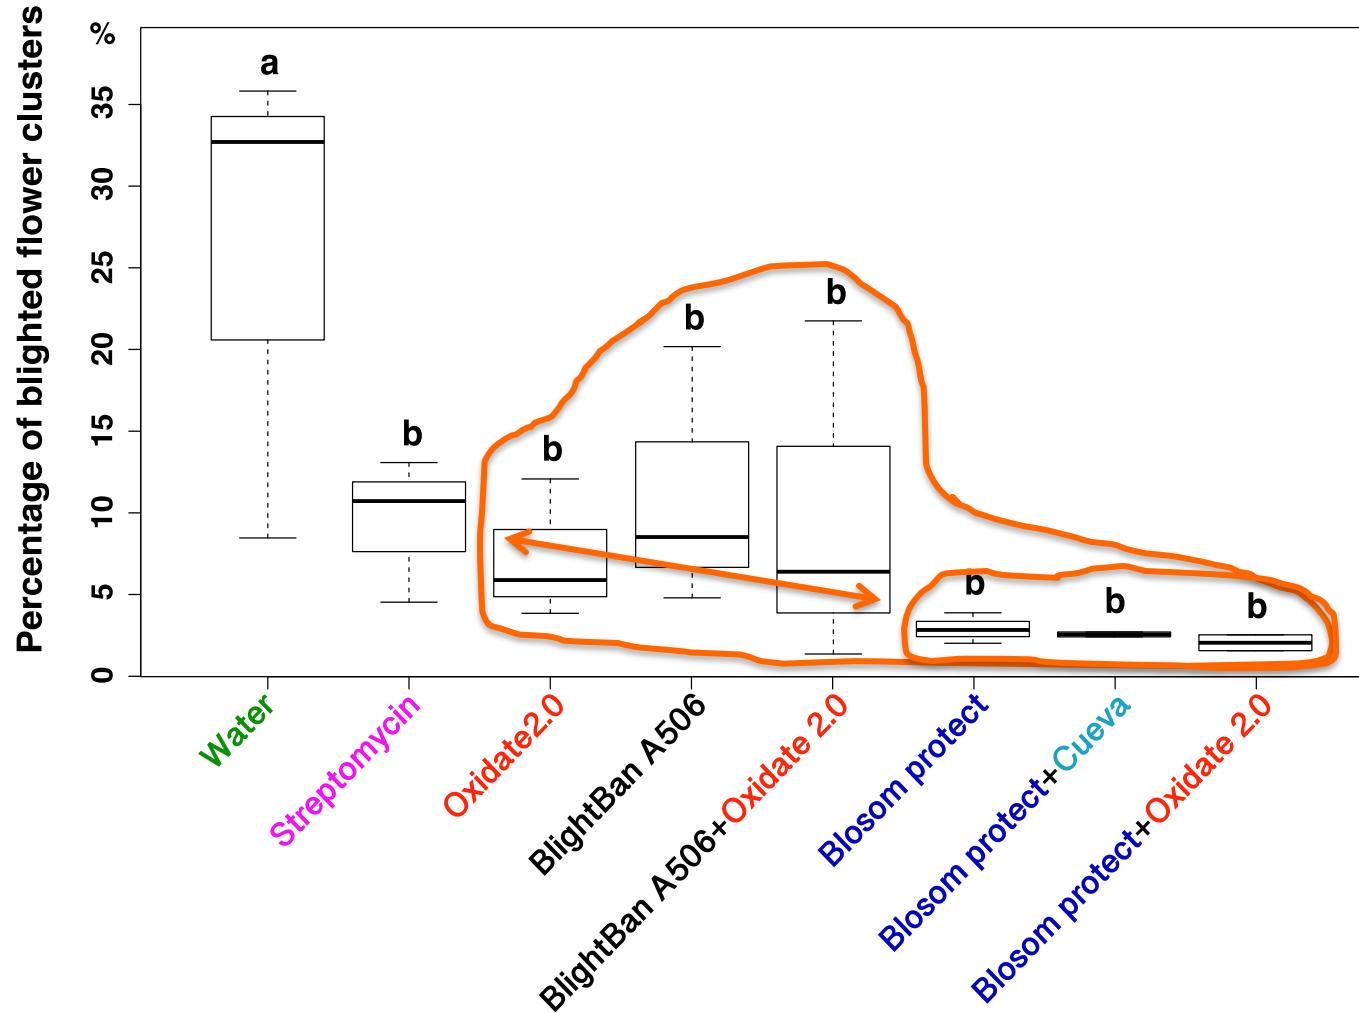 Percentage of blighted flower clusters
%
35
30
25
20
15
10
5
0
a
b
b
b
b
b
b
b
Water
Streptomycin
Oxidate2.0
BlightBan A506
BlightBan A506+Oxidate 2.0
Blosom protect
Blosom protect+Cueva
Blosom protect+Oxidate 2.0